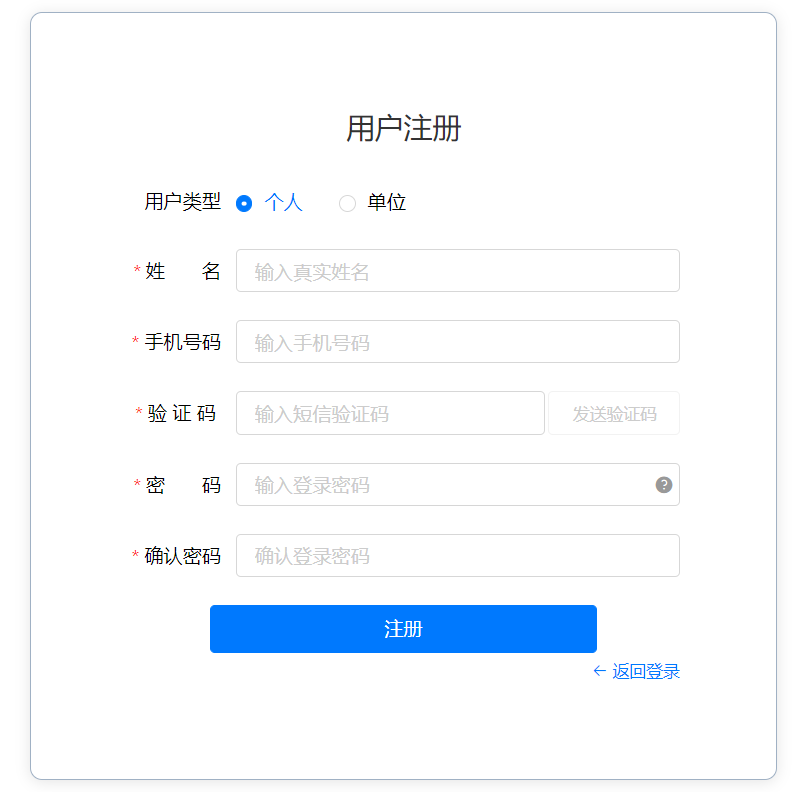 用户注册
用户类型 个人 单位
* 姓 名 输入真实姓名
* 手机号码 输入手机号码
* 验 证 码 输入短信验证码 发送验证码
* 密 码 输入登录密码 ?
* 确认密码 确认登录密码
注册
← 返回登录